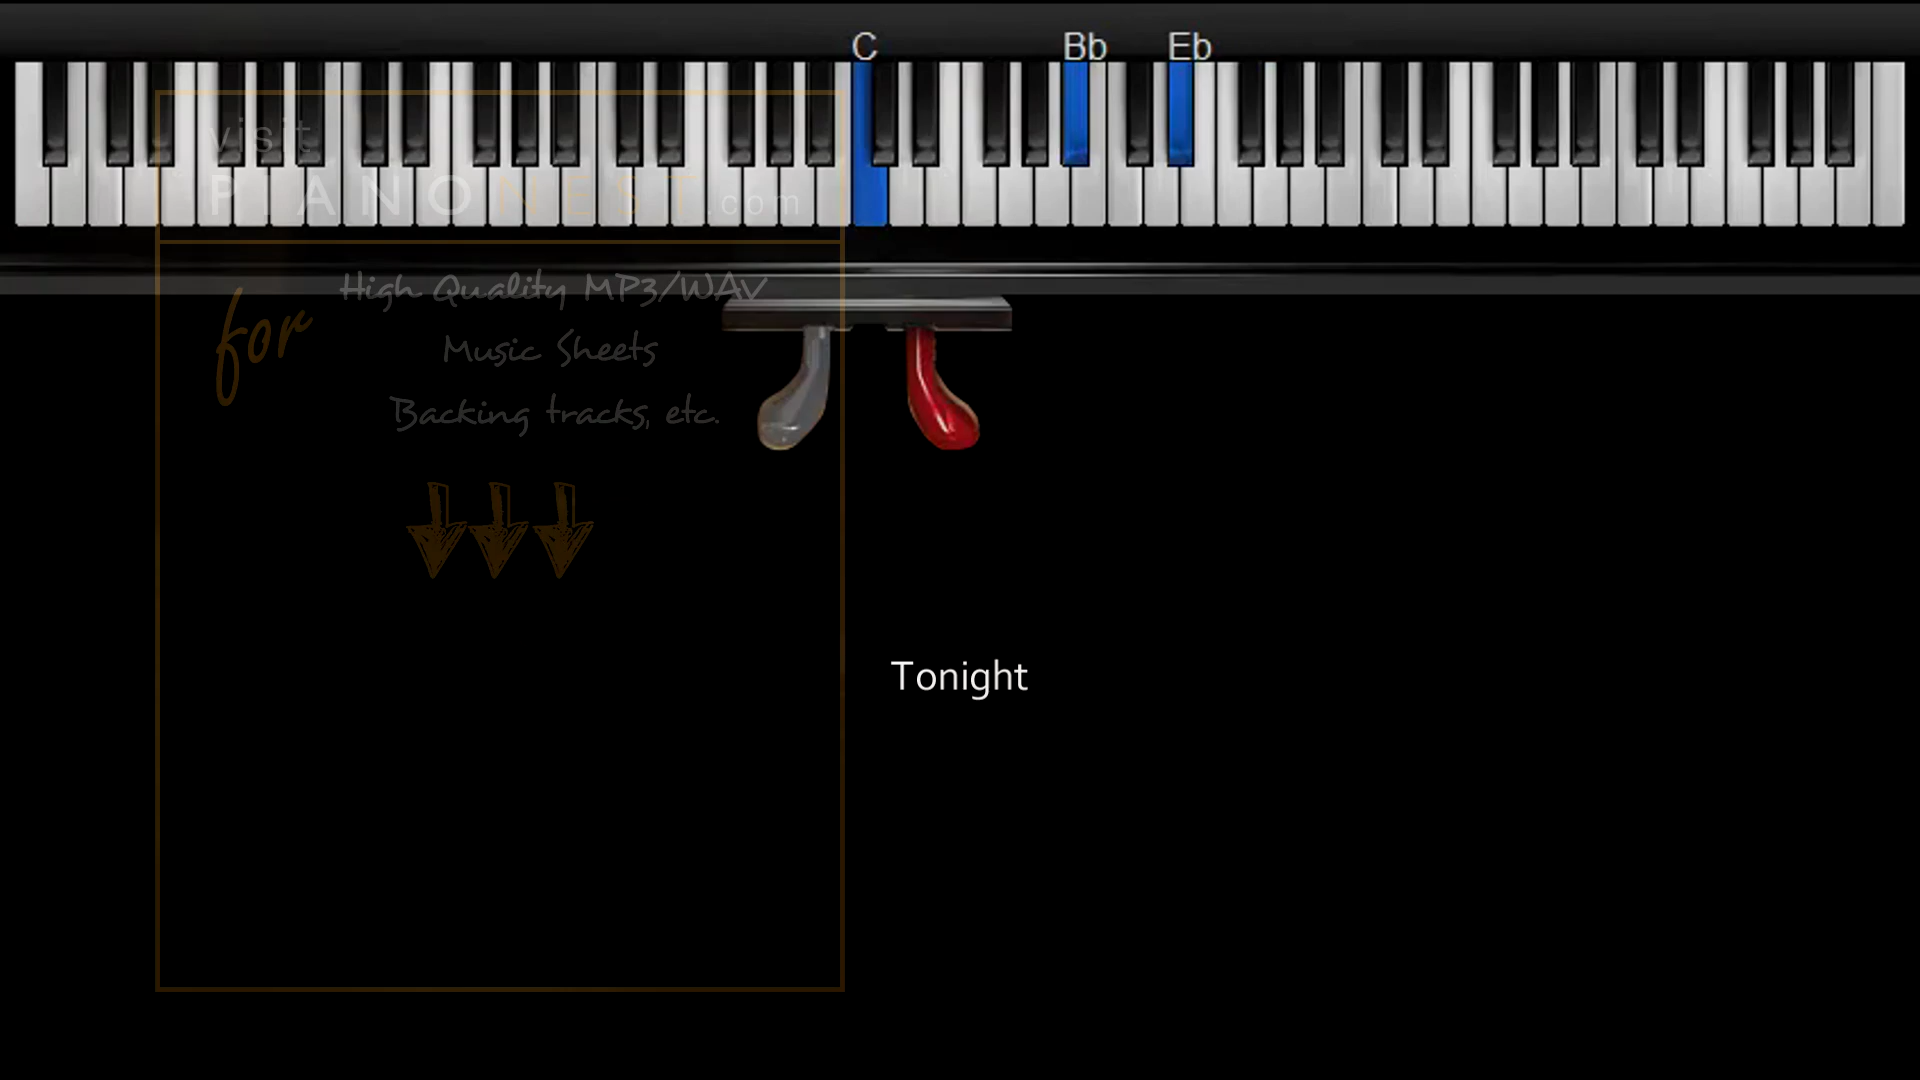 C Bb Eb
visit
PIANONEST.com
for
High Quality MP3/WAV
Music Sheets
Backing tracks, etc.
Tonight